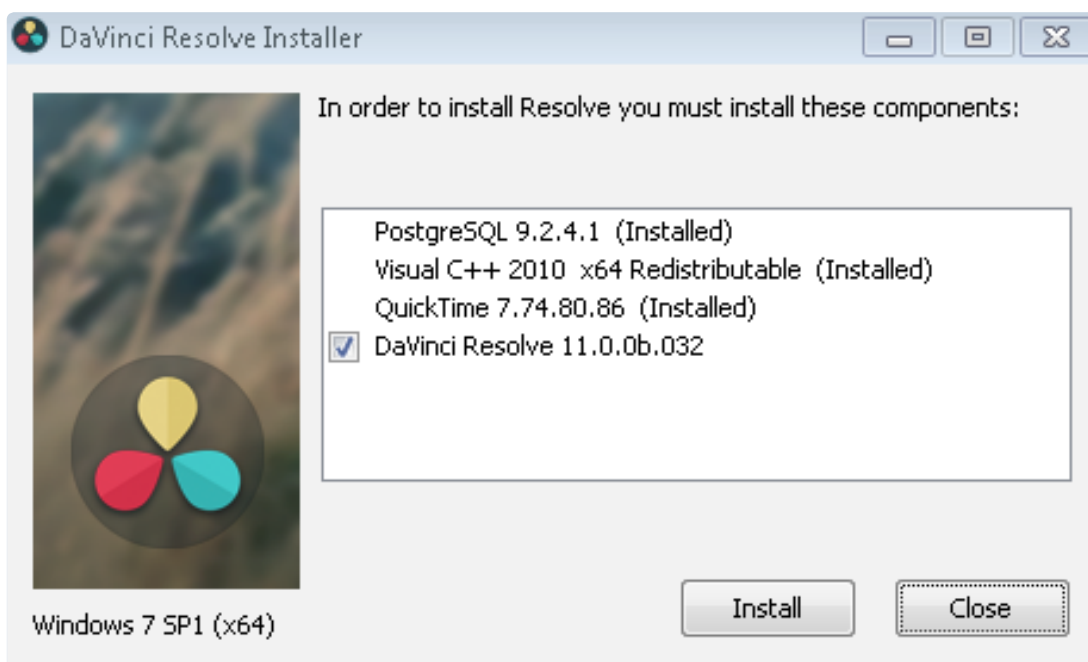 DaVinci Resolve Installer
In order to install Resolve you must install these components:
PostgreSQL 9.2.4.1 (Installed)
Visual C++ 2010 x64 Redistributable (Installed)
QuickTime 7.74.80.86 (Installed)
DaVinci Resolve 11.0.0b.032
Windows 7 SP1 (x64)
Install
Close